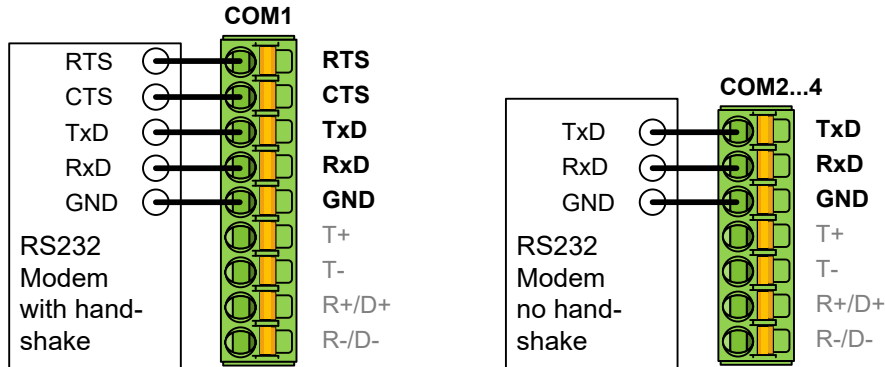 COM1
RTS
RTS
CTS
CTS
TxD
TxD
RxD
RxD
GND
GND
T+
T-
R+/D+
R-/D-
RS232
Modem
with hand-
shake
COM2...4
TxD
TxD
RxD
RxD
GND
GND
T+
T-
R+/D+
R-/D-
RS232
Modem
no hand-
shake